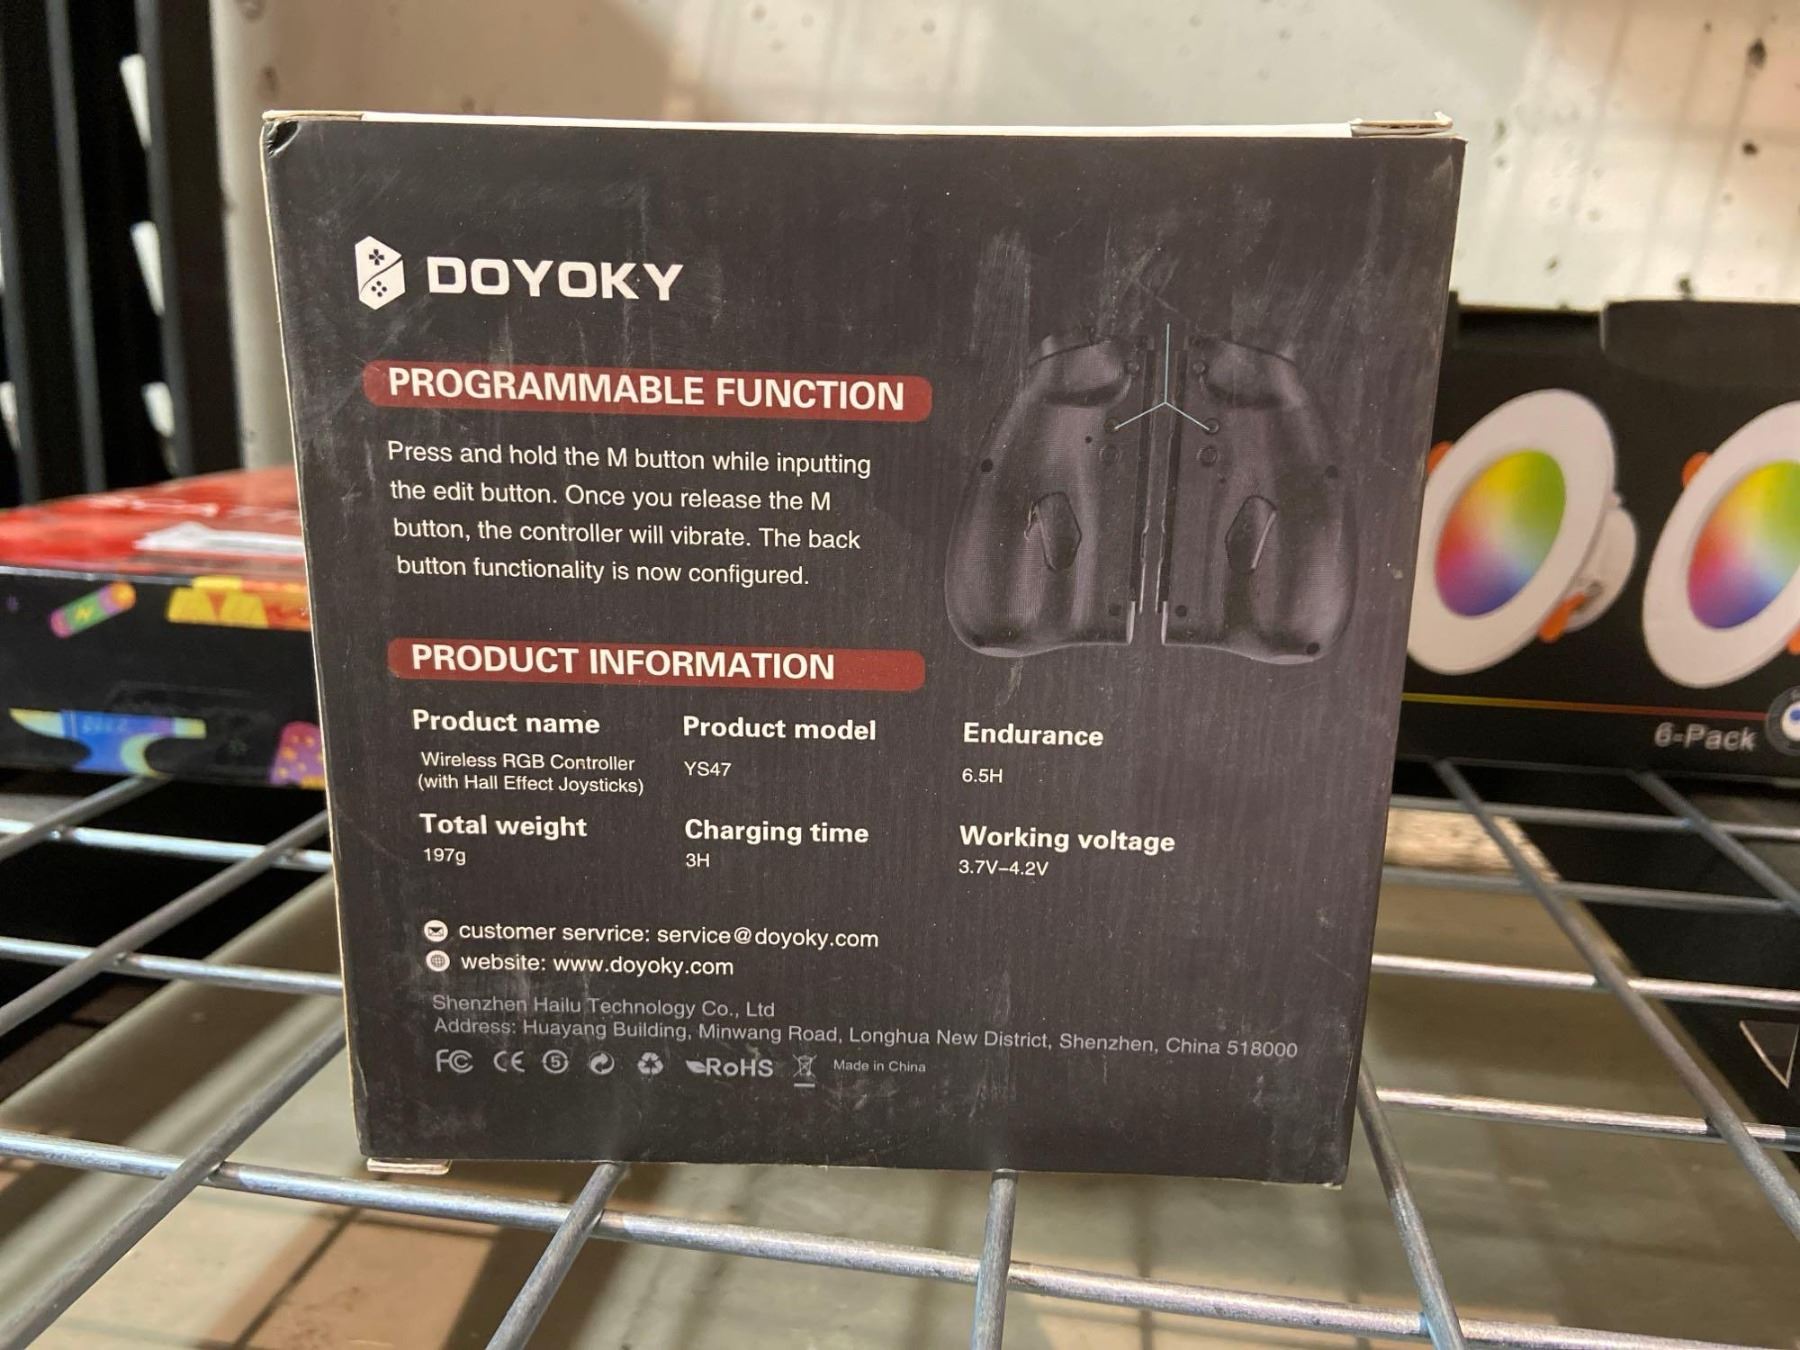 DOYOKY
PROGRAMMABLE FUNCTION
Press and hold the M button while inputting
the edit button. Once you release the M
button, the controller will vibrate. The back
button functionality is now configured.
PRODUCT INFORMATION
Product name
Wireless RGB Controller
(with Hall Effect Joysticks)
Product model
YS47
Endurance
6.5H
Total weight
197g
Charging time
3H
Working voltage
3.7V–4.2V
customer servrice: service@doyoky.com
website: www.doyoky.com
Shenzhen Hailu Technology Co., Ltd
Address: Huayang Building, Minwang Road, Longhua New District, Shenzhen, China 518000
FC CE 5 RoHS Made in China
6-Pack